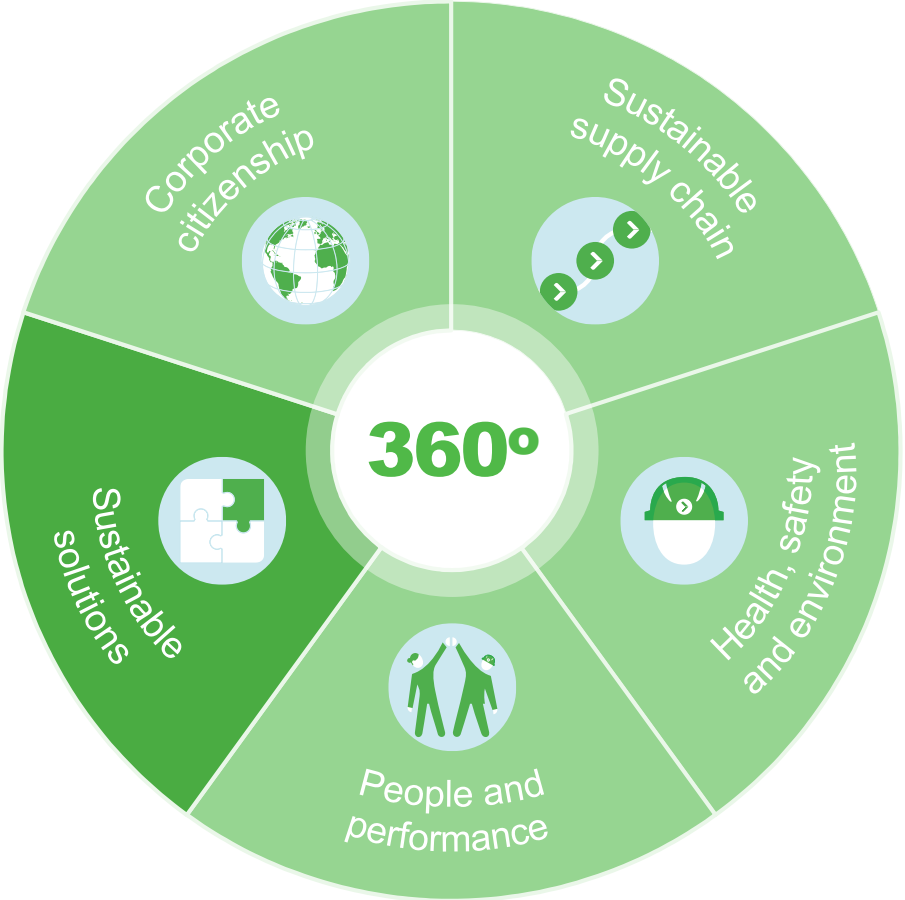 Corporate
citizenship
Sustainable
supply chain
360º
Health, safety
and environment
Sustainable
solutions
People and
performance